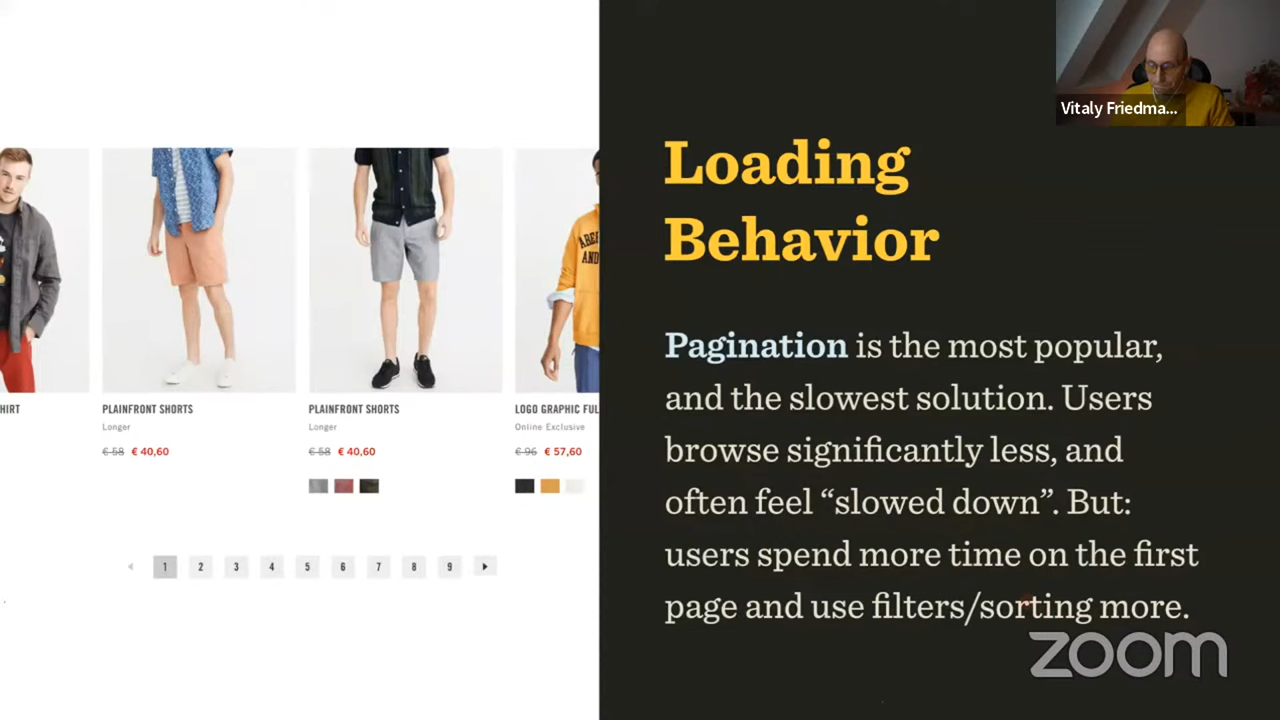 Vitaly Friedma...
Loading
Behavior
Pagination is the most popular,
and the slowest solution. Users
browse significantly less, and
often feel “slowed down”. But:
users spend more time on the first
page and use filters/sorting more.
HIRT
PLAINFRONT SHORTS
Longer
€ 58 € 40,60
PLAINFRONT SHORTS
Longer
€ 58 € 40,60
LOGO GRAPHIC FUL
Online Exclusive
€ 96 € 57,60
1 2 3 4 5 6 7 8 9
zoom